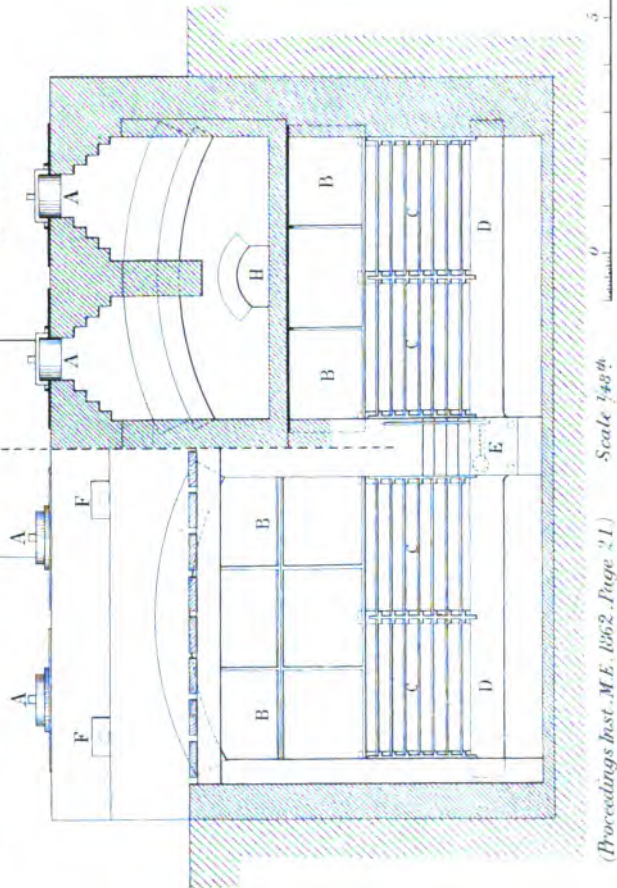 A A A A
F F
H
B B B B
C C C C
D D
E
(Proceedings Inst. M.E. 1862. Page 21.)
Scale 1/48th
0 5